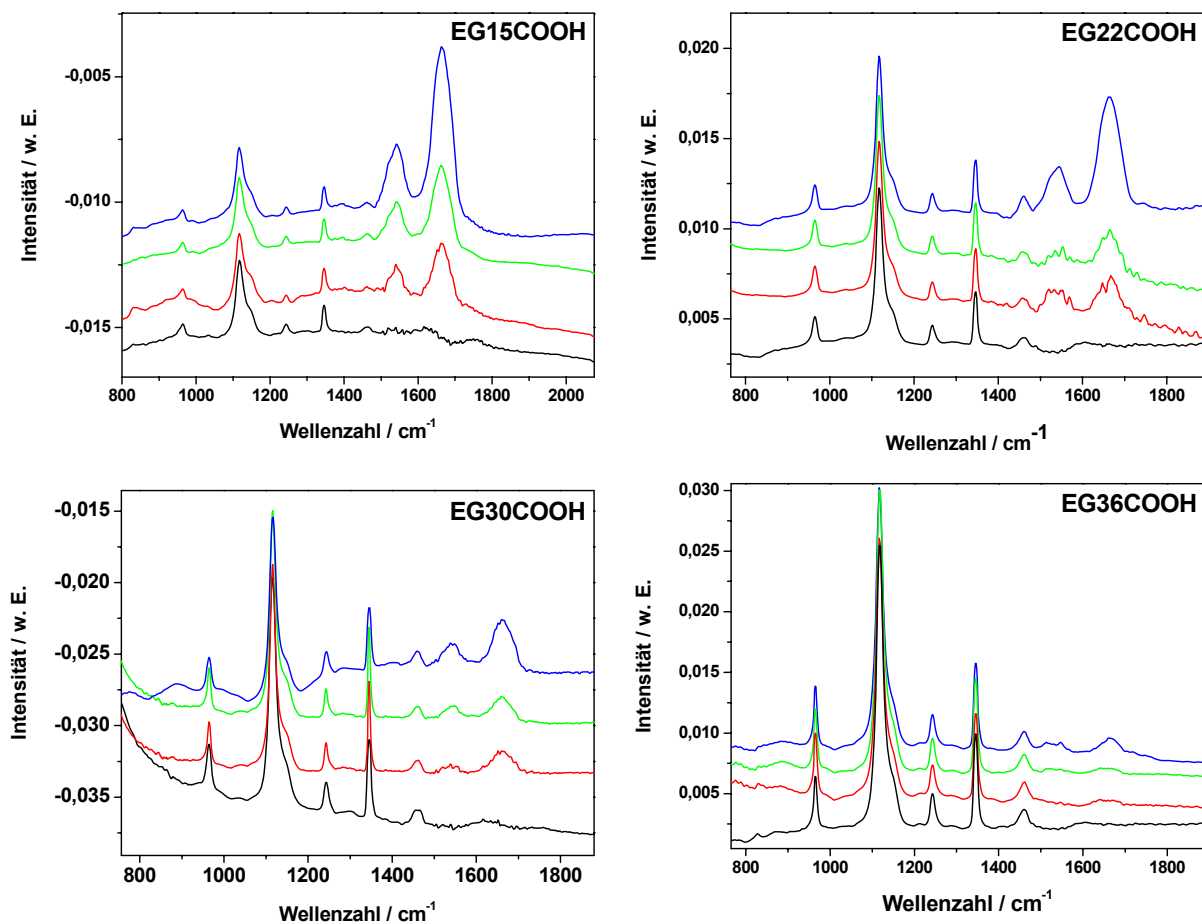 EG15COOH
Intensität / w. E.
-0,005
-0,010
-0,015
800 1000 1200 1400 1600 1800 2000
Wellenzahl / cm-1
EG22COOH
Intensität / w. E.
0,020
0,015
0,010
0,005
800 1000 1200 1400 1600 1800
Wellenzahl / cm-1
EG30COOH
Intensität / w. E.
-0,015
-0,020
-0,025
-0,030
-0,035
800 1000 1200 1400 1600 1800
Wellenzahl / cm-1
EG36COOH
Intensität / w. E.
0,030
0,025
0,020
0,015
0,010
0,005
800 1000 1200 1400 1600 1800
Wellenzahl / cm-1